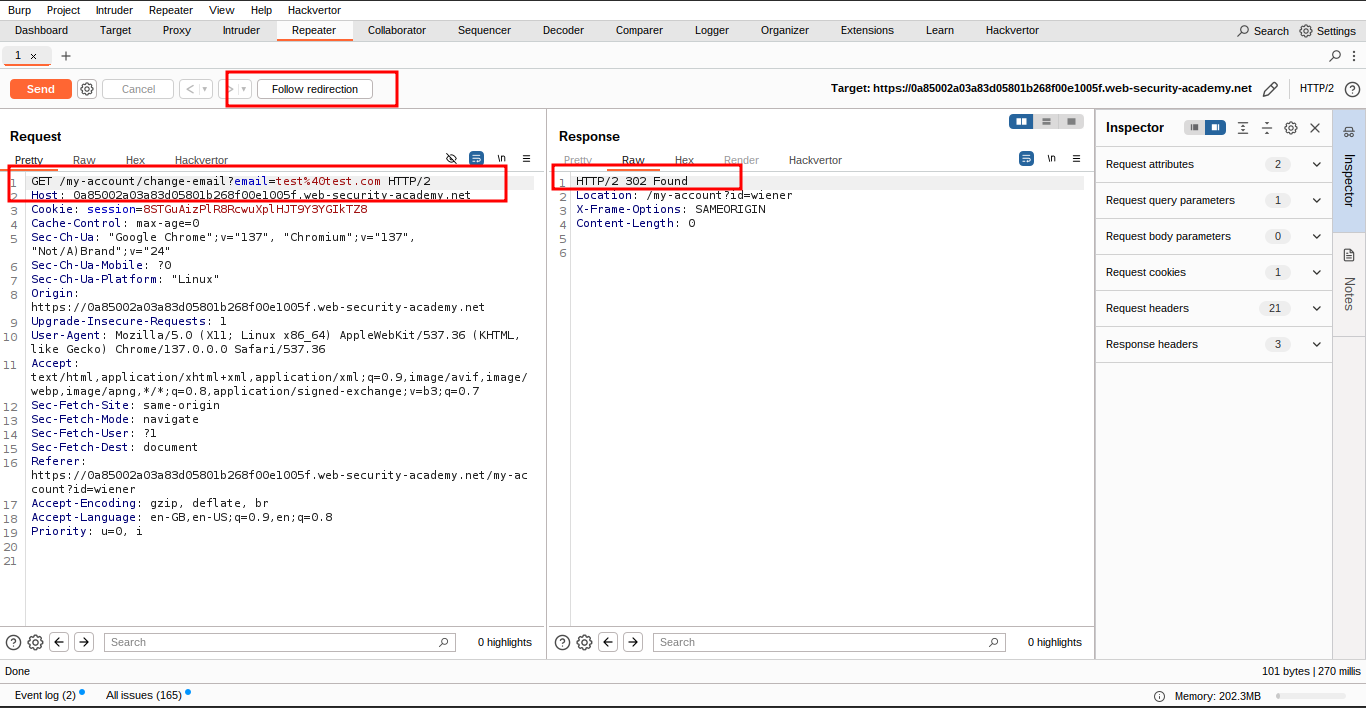 Burp Project Intruder Repeater View Help Hackvertor
Dashboard Target Proxy Intruder Repeater Collaborator Sequencer Decoder Comparer Logger Organizer Extensions Learn Hackvertor Search Settings
1 × +
Send Cancel < > Follow redirection Target: https://0a85002a03a83d05801b268f00e1005f.web-security-academy.net HTTP/2
Request
Pretty Raw Hex Hackvertor \n
1 GET /my-account/change-email?email=test%40test.com HTTP/2
2 Host: 0a85002a03a83d05801b268f00e1005f.web-security-academy.net
3 Cookie: session=8STGuAizPlR8RcwuXplHJT9Y3YGIkTZ8
4 Cache-Control: max-age=0
5 Sec-Ch-Ua: "Google Chrome";v="137", "Chromium";v="137",
"Not/A)Brand";v="24"
6 Sec-Ch-Ua-Mobile: ?0
7 Sec-Ch-Ua-Platform: "Linux"
8 Origin:
https://0a85002a03a83d05801b268f00e1005f.web-security-academy.net
9 Upgrade-Insecure-Requests: 1
10 User-Agent: Mozilla/5.0 (X11; Linux x86_64) AppleWebKit/537.36 (KHTML,
like Gecko) Chrome/137.0.0.0 Safari/537.36
11 Accept:
text/html,application/xhtml+xml,application/xml;q=0.9,image/avif,image/
webp,image/apng,*/*;q=0.8,application/signed-exchange;v=b3;q=0.7
12 Sec-Fetch-Site: same-origin
13 Sec-Fetch-Mode: navigate
14 Sec-Fetch-User: ?1
15 Sec-Fetch-Dest: document
16 Referer:
https://0a85002a03a83d05801b268f00e1005f.web-security-academy.net/my-ac
count?id=wiener
17 Accept-Encoding: gzip, deflate, br
18 Accept-Language: en-GB,en-US;q=0.9,en;q=0.8
19 Priority: u=0, i
20
21
Search 0 highlights
Response
Pretty Raw Hex Render Hackvertor \n
1 HTTP/2 302 Found
2 Location: /my-account?id=wiener
3 X-Frame-Options: SAMEORIGIN
4 Content-Length: 0
5
6
Search 0 highlights
Inspector
Request attributes 2
Request query parameters 1
Request body parameters 0
Request cookies 1
Request headers 21
Response headers 3
Inspector
Notes
Done 101 bytes | 270 millis
Event log (2) All issues (165) Memory: 202.3MB